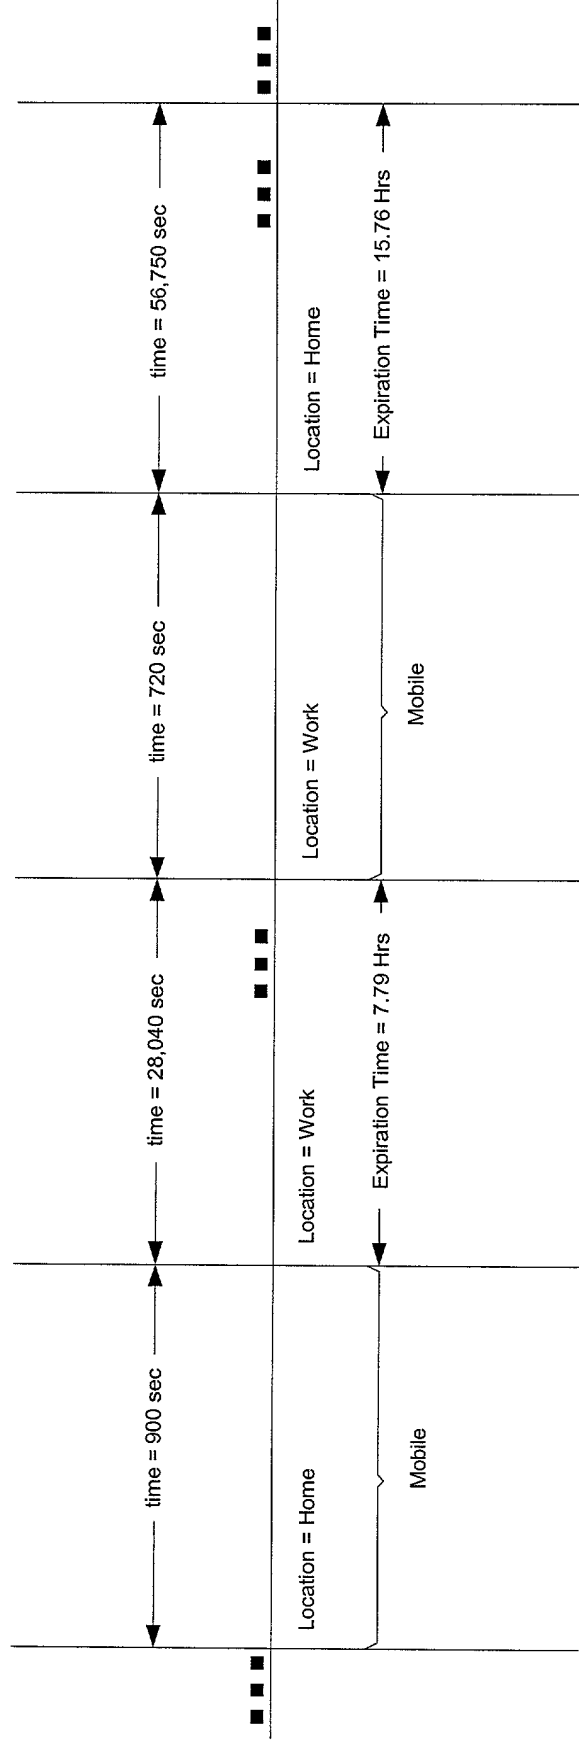 time = 900 sec
time = 28,040 sec
time = 720 sec
time = 56,750 sec
Location = Home
Location = Work
Location = Work
Location = Home
Mobile
Expiration Time = 7.79 Hrs
Mobile
Expiration Time = 15.76 Hrs